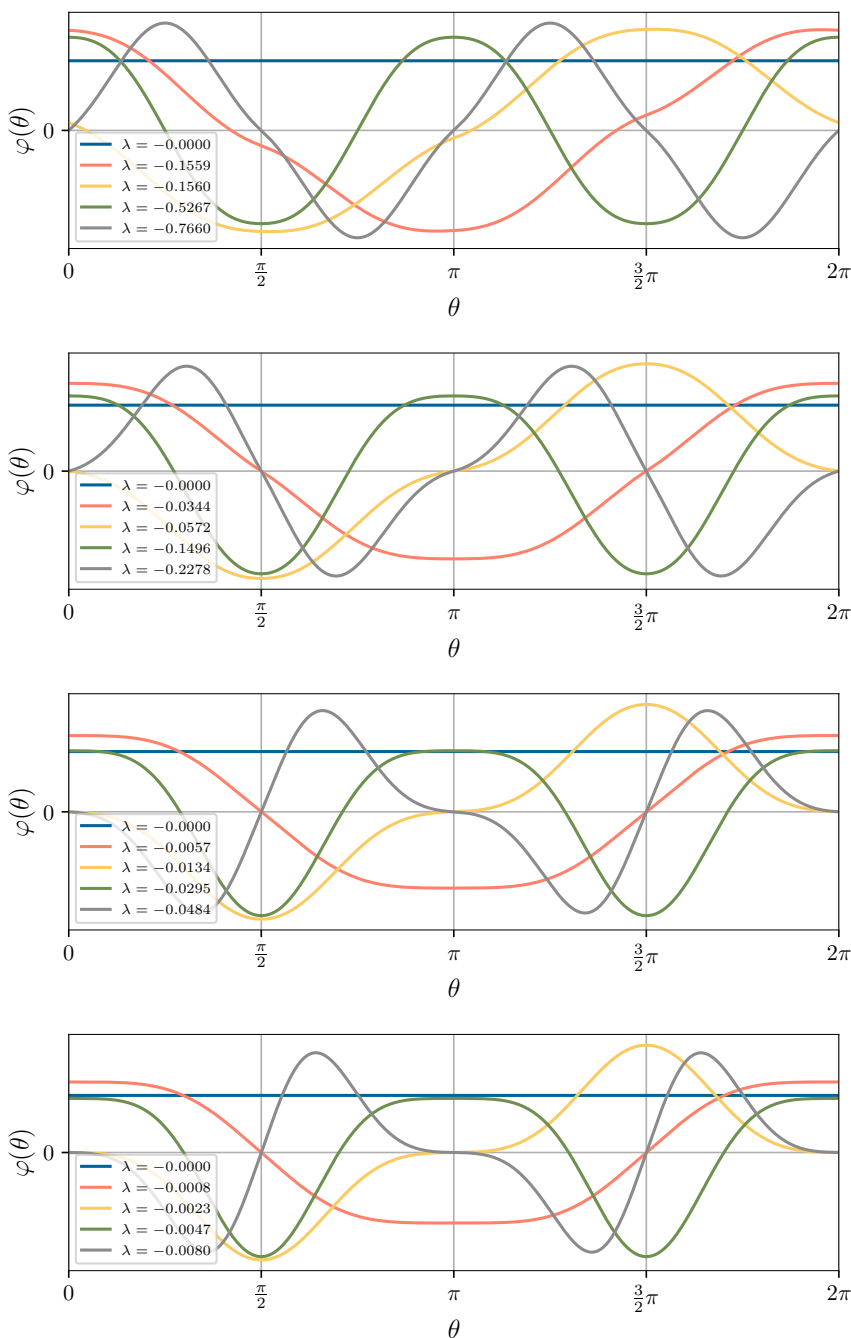 φ(θ)
0
λ = −0.0000
λ = −0.1559
λ = −0.1560
λ = −0.5267
λ = −0.7660
0 π/2 π 3/2π 2π
θ
φ(θ)
0
λ = −0.0000
λ = −0.0344
λ = −0.0572
λ = −0.1496
λ = −0.2278
0 π/2 π 3/2π 2π
θ
φ(θ)
0
λ = −0.0000
λ = −0.0057
λ = −0.0134
λ = −0.0295
λ = −0.0484
0 π/2 π 3/2π 2π
θ
φ(θ)
0
λ = −0.0000
λ = −0.0008
λ = −0.0023
λ = −0.0047
λ = −0.0080
0 π/2 π 3/2π 2π
θ